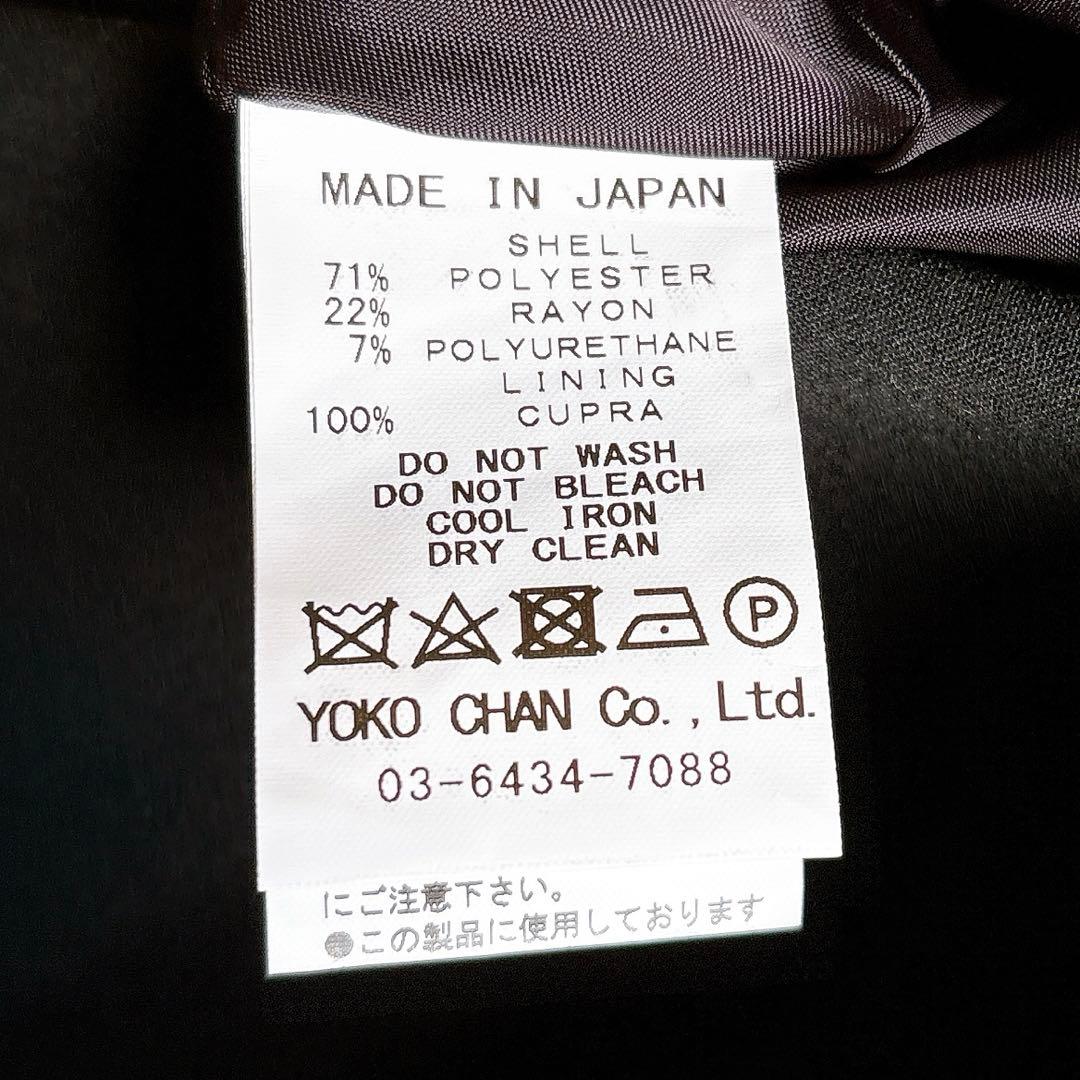 MADE IN JAPAN
SHELL
71% POLYESTER
22% RAYON
7% POLYURETHANE
LINING
100% CUPRA
DO NOT WASH
DO NOT BLEACH
COOL IRON
DRY CLEAN
P
YOKO CHAN Co.,Ltd.
03-6434-7088
にご注意下さい。
●この製品に使用しております